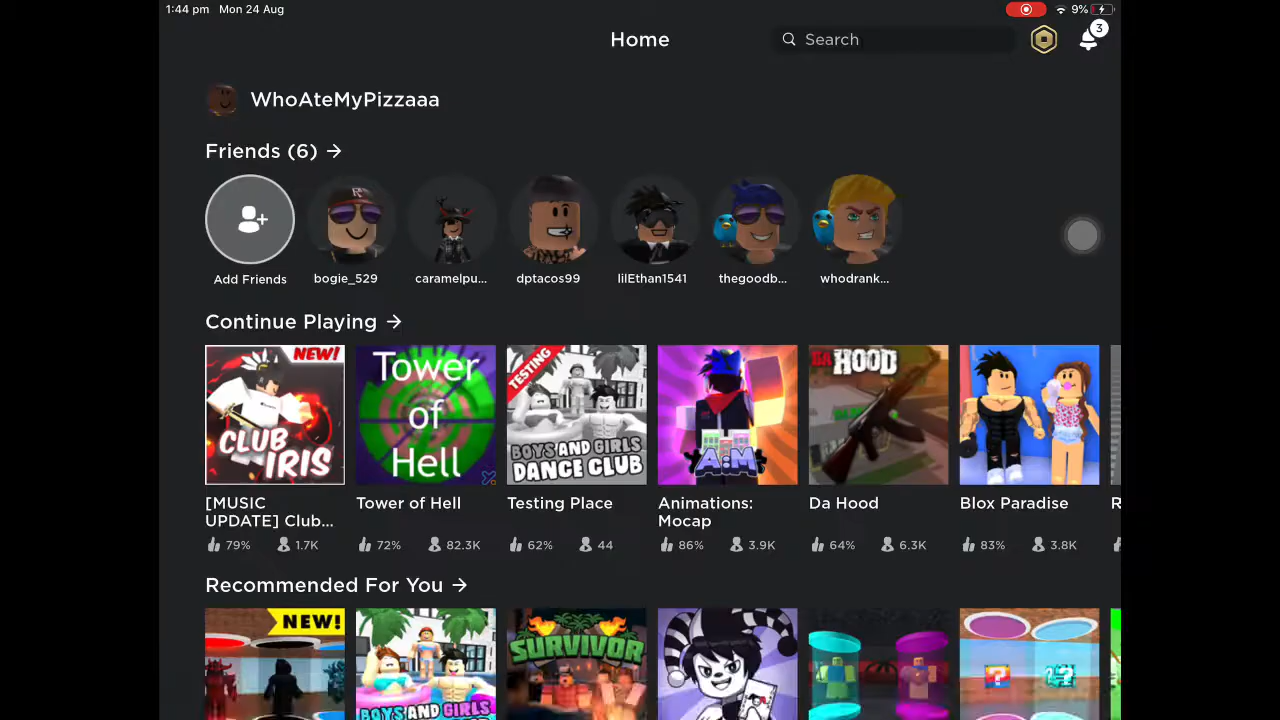 1:44 pm Mon 24 Aug
9%
Home
Search
3
WhoAteMyPizzaaa
Friends (6)
R
Add Friends
bogie_529
caramelpu...
dptacos99
lilEthan1541
thegoodb...
whodrank...
Continue Playing
NEW!
CLUB
IRIS
Tower
of
Hell
TESTING
BOYS AND GIRLS
DANCE CLUB
A:M
DA HOOD
[MUSIC
UPDATE] Club...
Tower of Hell
Testing Place
Animations:
Mocap
Da Hood
Blox Paradise
R
79% 1.7K
72% 82.3K
62% 44
86% 3.9K
64% 6.3K
83% 3.8K
Recommended For You
NEW!
BOYS AND GIRLS
SURVIVOR